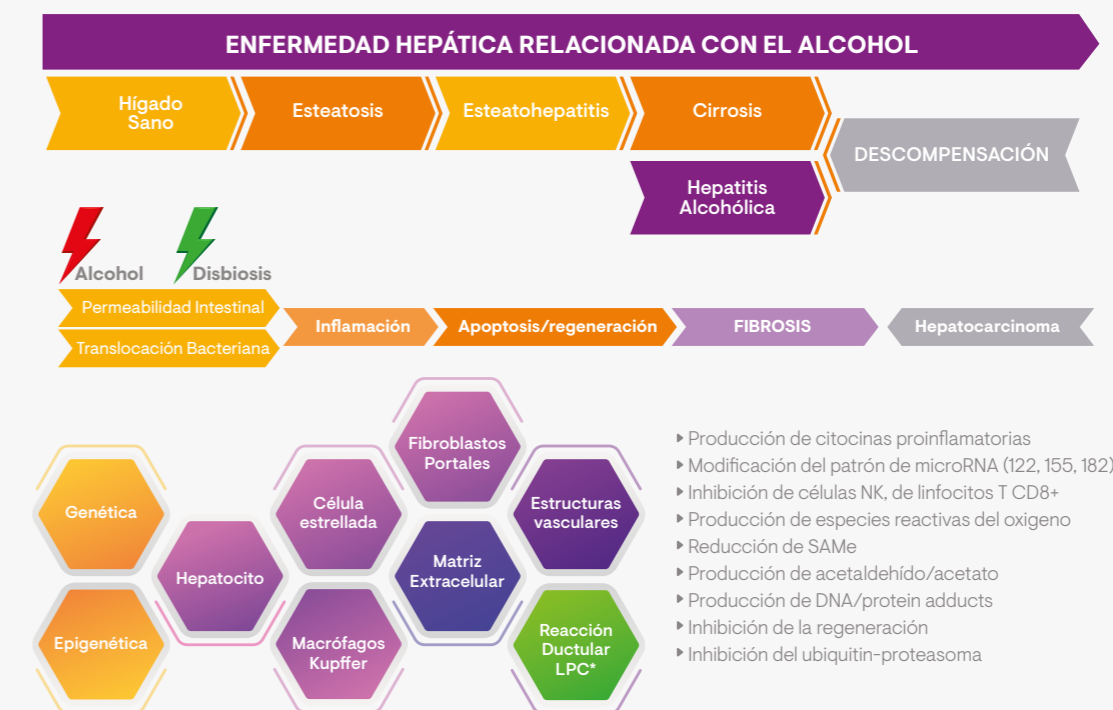 ENFERMEDAD HEPÁTICA RELACIONADA CON EL ALCOHOL
Hígado
Sano
Esteatosis
Esteatohepatitis
Cirrosis
DESCOMPENSACIÓN
Hepatitis
Alcohólica
Alcohol
Disbiosis
Permeabilidad Intestinal
Translocación Bacteriana
Inflamación
Apoptosis/regeneración
FIBROSIS
Hepatocarcinoma
Genética
Epigenética
Hepatocito
Célula
estrellada
Macrófagos
Kupffer
Fibroblastos
Portales
Matriz
Extracelular
Estructuras
vasculares
Reacción
Ductular
LPC*
Producción de citocinas proinflamatorias
Modificación del patrón de microRNA (122, 155, 182)
Inhibición de células NK, de linfocitos T CD8+
Producción de especies reactivas del oxigeno
Reducción de SAMe
Producción de acetaldehído/acetato
Producción de DNA/protein adducts
Inhibición de la regeneración
Inhibición del ubiquitin-proteasoma